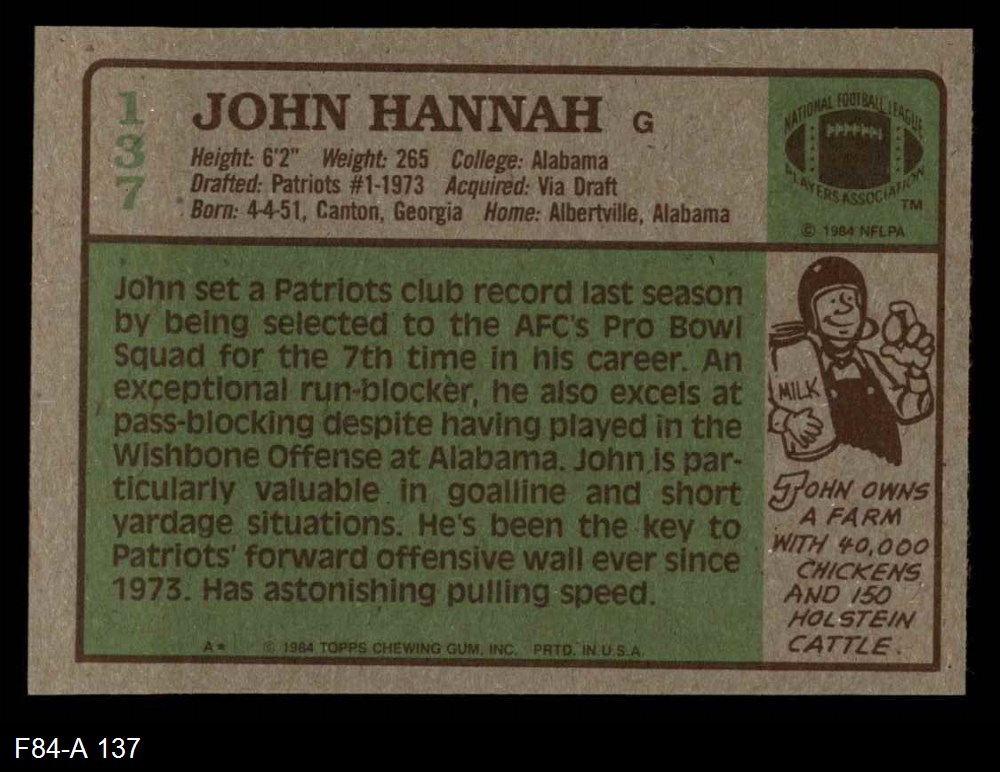 137
JOHN HANNAH G
Height: 6'2" Weight: 265 College: Alabama
Drafted: Patriots #1-1973 Acquired: Via Draft
Born: 4-4-51, Canton, Georgia Home: Albertville, Alabama
NATIONAL FOOTBALL LEAGUE
PLAYERS ASSOCIATION
TM
© 1984 NFLPA
John set a Patriots club record last season
by being selected to the AFC's Pro Bowl
Squad for the 7th time in his career. An
exceptional run-blocker, he also excels at
pass-blocking despite having played in the
Wishbone Offense at Alabama. John is par-
ticularly valuable in goalline and short
yardage situations. He's been the key to
Patriots' forward offensive wall ever since
1973. Has astonishing pulling speed.
A* © 1984 TOPPS CHEWING GUM, INC. PRTD. IN U.S.A.
MILK
JOHN OWNS
A FARM
WITH 40,000
CHICKENS
AND 150
HOLSTEIN
CATTLE.
F84-A 137